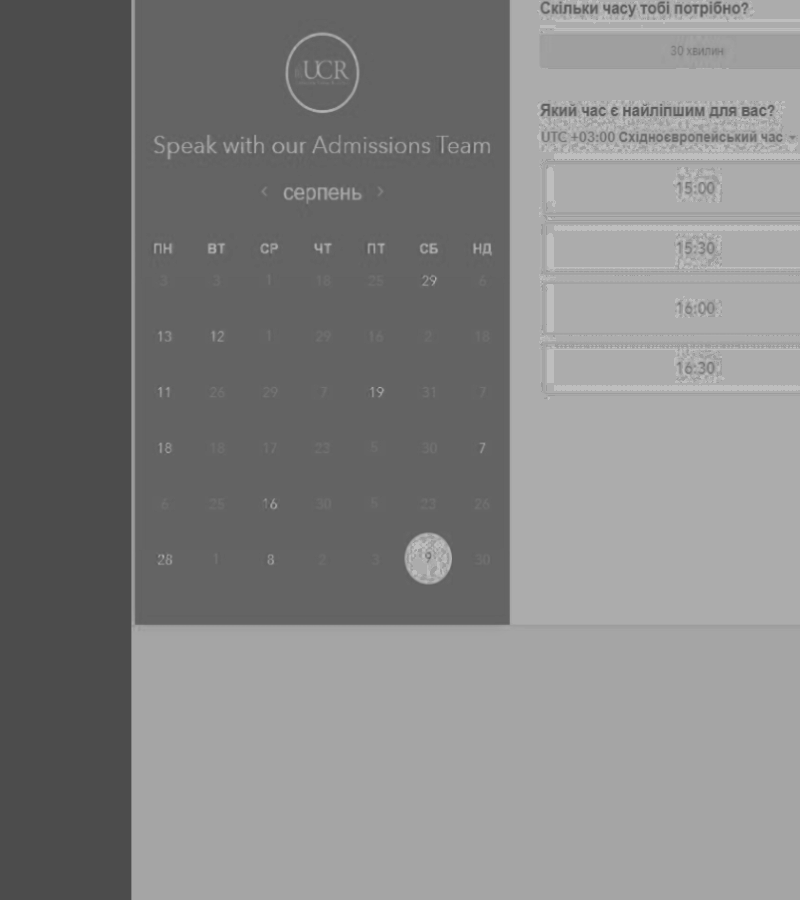 UCR
Speak with our Admissions Team
‹ серпень ›
ПН ВТ СР ЧТ ПТ СБ НД
3 3 1 18 25 29 6
13 12 1 29 16 2 18
11 26 29 7 19 31 7
18 18 17 23 5 30 7
6 25 16 30 5 23 26
28 1 8 2 3 9 30
Скільки часу тобі потрібно?
30 хвилин
Який час є найліпшим для вас?
UTC +03:00 Східноєвропейський час
15:00
15:30
16:00
16:30